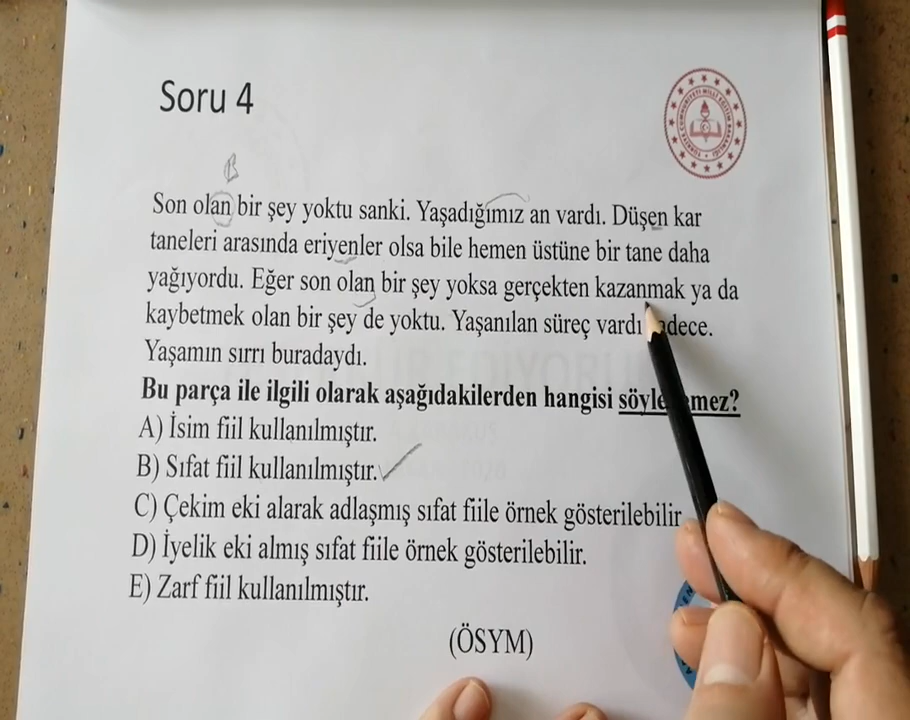 Soru 4
B
Son olan bir şey yoktu sanki. Yaşadığımız an vardı. Düşen kar
taneleri arasında eriyenler olsa bile hemen üstüne bir tane daha
yağıyordu. Eğer son olan bir şey yoksa gerçekten kazanmak ya da
kaybetmek olan bir şey de yoktu. Yaşanılan süreç vardı
Yaşamın sırrı buradaydı.
Bu parça ile ilgili olarak aşağıdakilerden hangisi
A) İsim fiil kullanılmıştır.
B) Sıfat fiil kullanılmıştır.
C) Çekim eki alarak adlaşmış sıfat fiile örnek gösterilebilir
D) İyelik eki almış sıfat fiile örnek gösterilebilir.
E) Zarf fiil kullanılmıştır.
(ÖSYM)